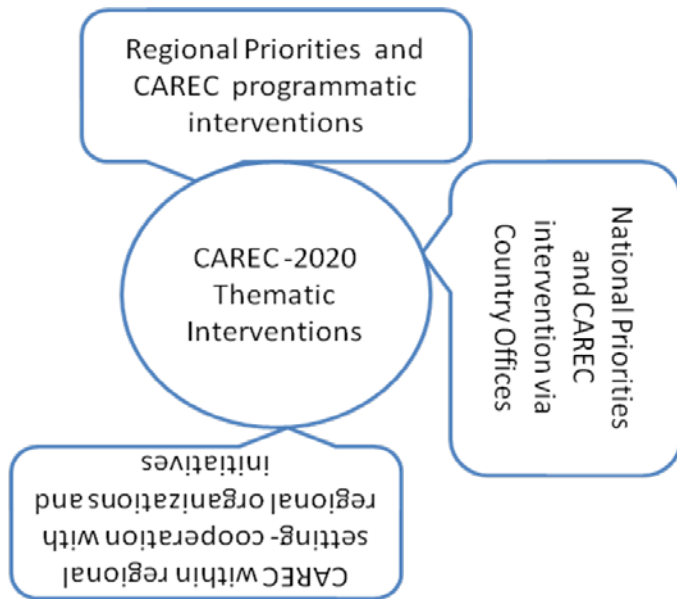 Regional Priorities and
CAREC programmatic
interventions
CAREC -2020
Thematic
Interventions
National Priorities
and CAREC
intervention via
Country Offices
CAREC within regional
setting- cooperation with
regional organizations and
initiatives